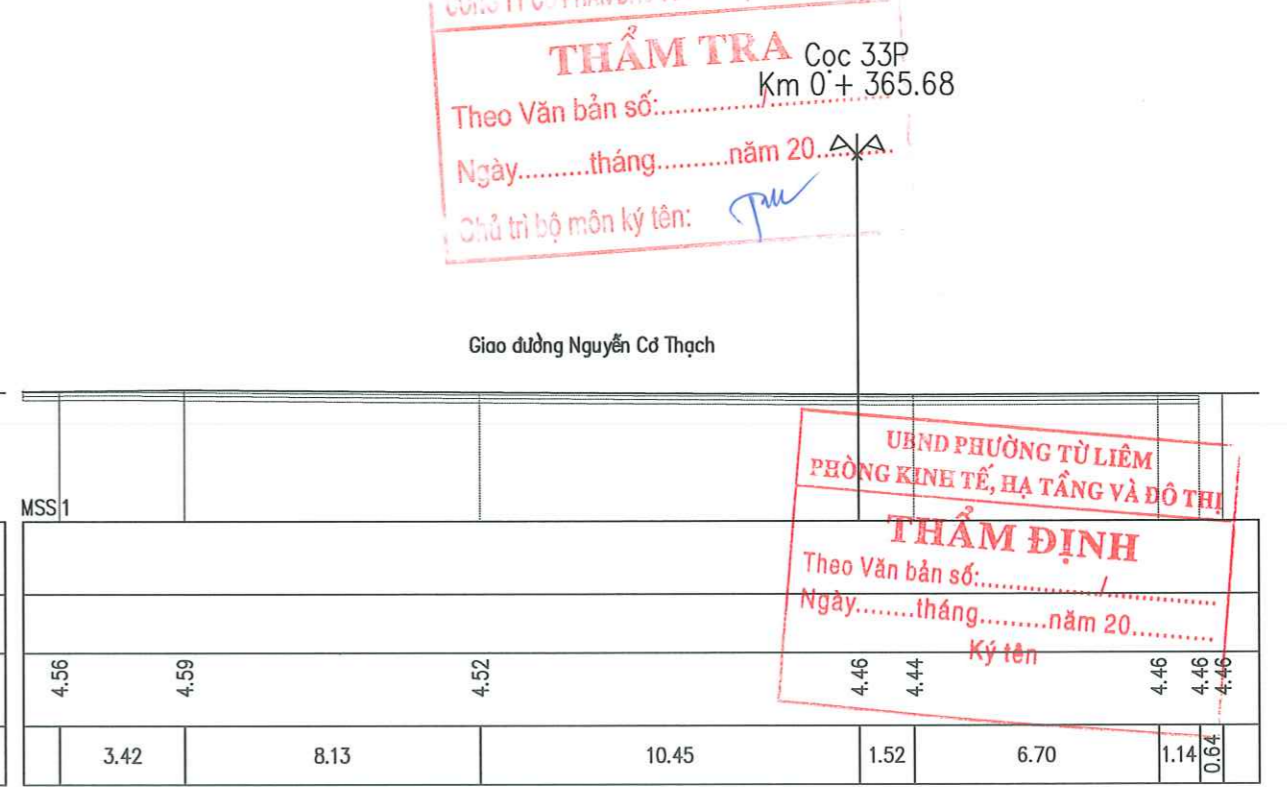 THẨM TRA
Cọc 33P
Km 0 + 365.68
Theo Văn bản số:............../.................
Ngày..........tháng..........năm 20...........
Chủ trì bộ môn ký tên:
Giao đường Nguyễn Cơ Thạch
UBND PHƯỜNG TỪ LIÊM
PHÒNG KINH TẾ, HẠ TẦNG VÀ ĐÔ THỊ
MSS 1
THẨM ĐỊNH
Theo Văn bản số:................./................
Ngày........tháng.........năm 20...........
Ký tên
4.56 4.59 4.52 4.46 4.44 4.46 4.46 4.46
3.42 8.13 10.45 1.52 6.70 1.14 0.64